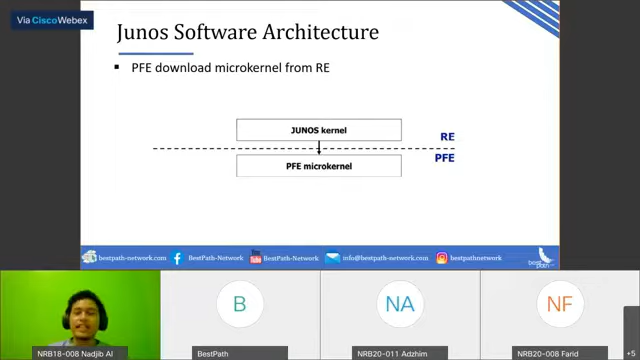 Via CiscoWebex
Junos Software Architecture
PFE download microkernel from RE
JUNOS kernel
RE
PFE
PFE microkernel
bestpath-network.com
BestPath-Network
BestPath-Network
info@bestpath-network.com
bestpathnetwork
B
NA
NF
NRB18-008 Nadjib Al
BestPath
NRB20-011 Adzhim
NRB20-008 Farid
+5